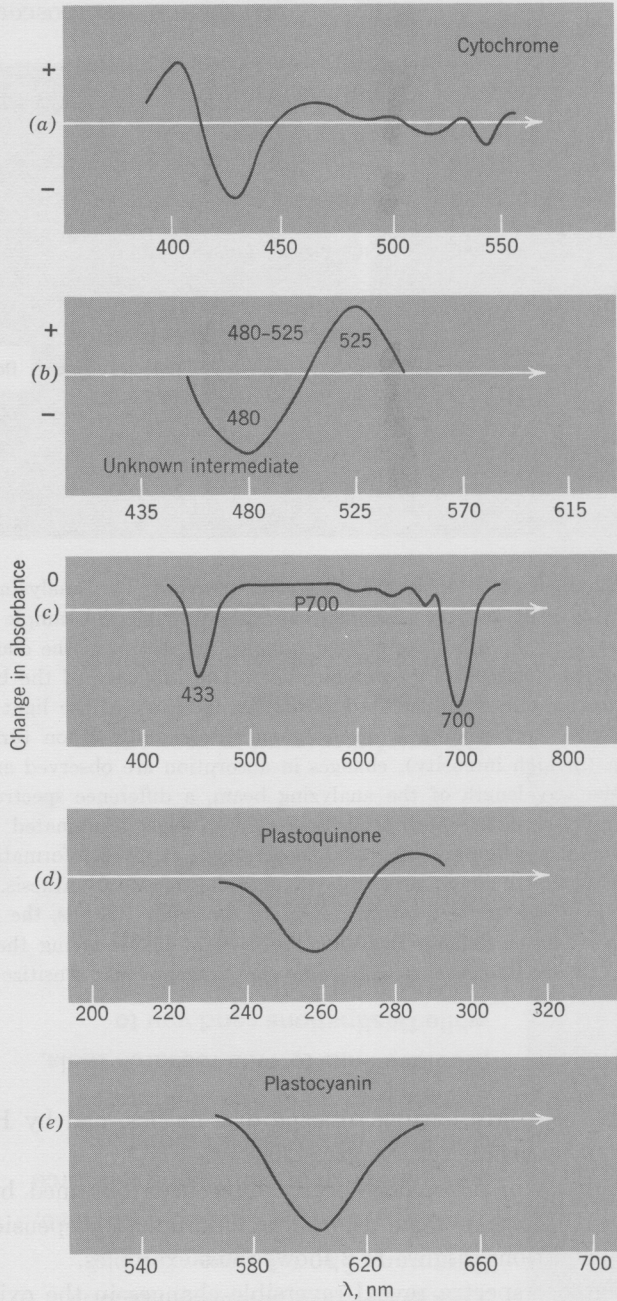 Cytochrome
+
(a)
−
400 450 500 550
+
480–525 525
(b)
480
−
Unknown intermediate
435 480 525 570 615
Change in absorbance
0
(c)
P700
433
700
400 500 600 700 800
Plastoquinone
(d)
200 220 240 260 280 300 320
Plastocyanin
(e)
540 580 620 660 700
λ, nm